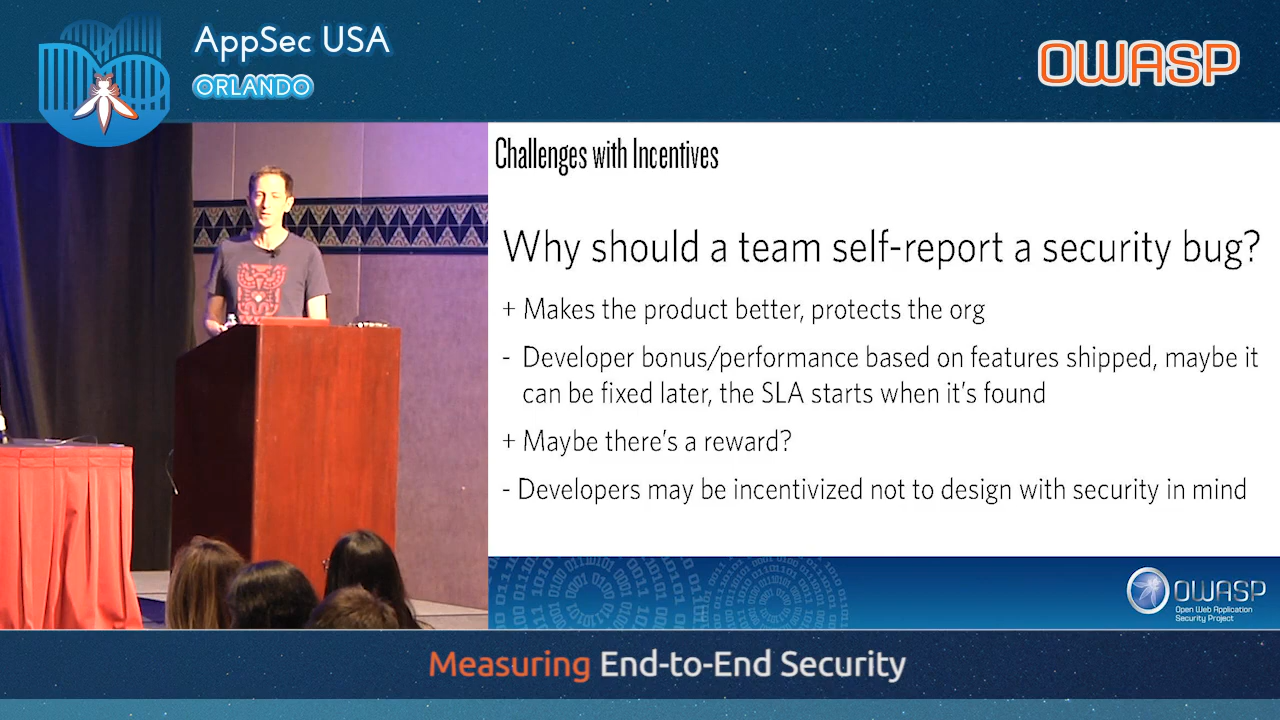 AppSec USA
ORLANDO
OWASP
Challenges with Incentives
Why should a team self-report a security bug?
+ Makes the product better, protects the org
- Developer bonus/performance based on features shipped, maybe it
can be fixed later, the SLA starts when it's found
+ Maybe there's a reward?
- Developers may be incentivized not to design with security in mind
OWASP
Open Web Application
Security Project
Measuring End-to-End Security